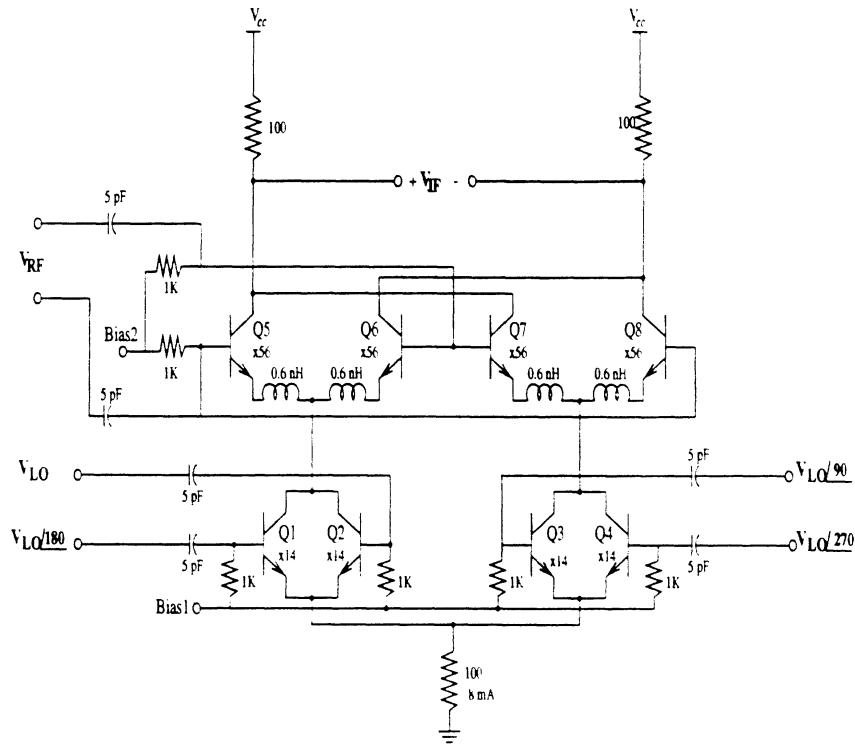 Vcc Vcc
100 100
+ VIF -
5 pF
VRF
1K
Bias2
1K
5 pF
Q5 x56
Q6 x56
Q7 x56
Q8 x56
0.6 nH 0.6 nH 0.6 nH 0.6 nH
VLO
5 pF
VLO/180
5 pF
5 pF
VLO/90
VLO/270
5 pF
Q1 x14
Q2 x14
Q3 x14
Q4 x14
1K 1K 1K 1K
Bias1
100
8 mA